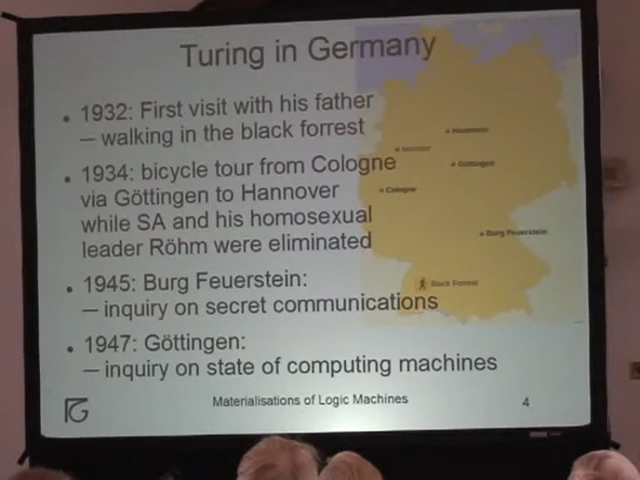 Turing in Germany
• 1932: First visit with his father
– walking in the black forrest
• 1934: bicycle tour from Cologne
via Göttingen to Hannover
while SA and his homosexual
leader Röhm were eliminated
• 1945: Burg Feuerstein:
– inquiry on secret communications
• 1947: Göttingen:
– inquiry on state of computing machines
Hannover
Münster
Göttingen
Cologne
Burg Feuerstein
Black Forrest
Materialisations of Logic Machines
4